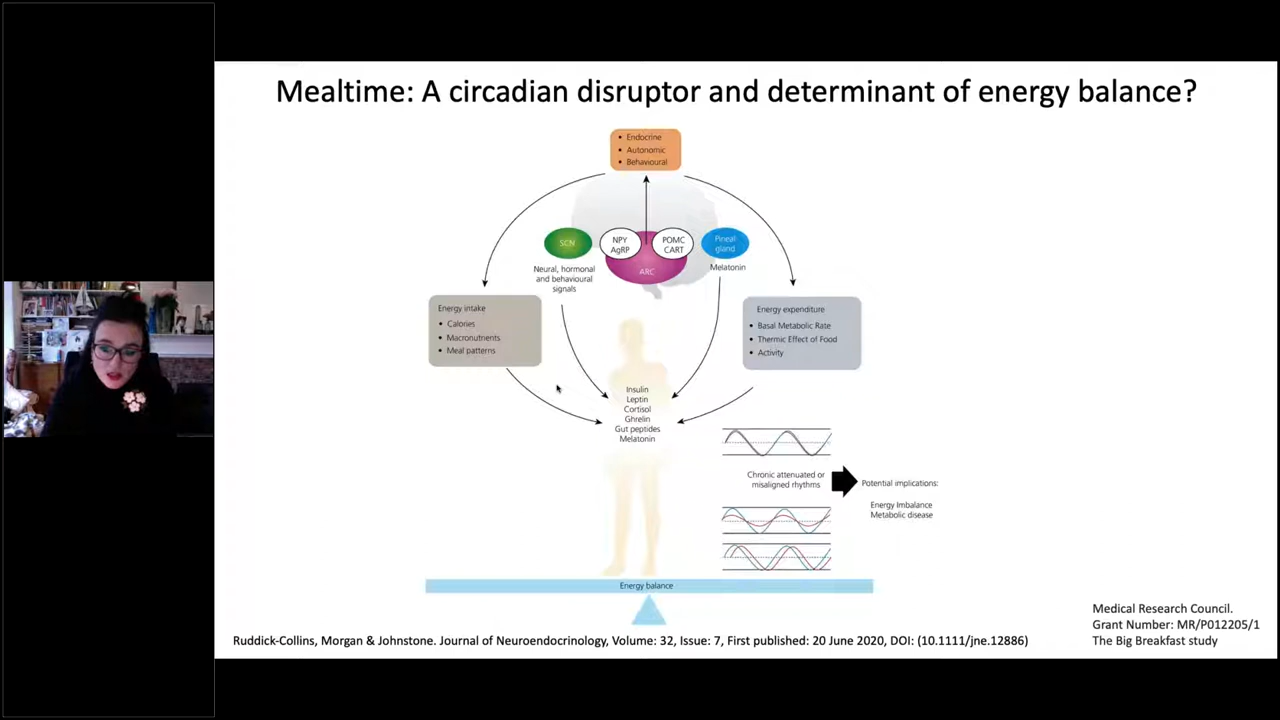 Mealtime: A circadian disruptor and determinant of energy balance?
• Endocrine
• Autonomic
• Behavioural
SCN
NPY
AgRP
POMC
CART
Pineal
gland
ARC
Neural, hormonal
and behavioural
signals
Melatonin
Energy intake
• Calories
• Macronutrients
• Meal patterns
Energy expenditure
• Basal Metabolic Rate
• Thermic Effect of Food
• Activity
Insulin
Leptin
Cortisol
Ghrelin
Gut peptides
Melatonin
Chronic attenuated or
misaligned rhythms
Potential implications:
Energy Imbalance
Metabolic disease
Energy balance
Medical Research Council.
Grant Number: MR/P012205/1
The Big Breakfast study
Ruddick-Collins, Morgan & Johnstone. Journal of Neuroendocrinology, Volume: 32, Issue: 7, First published: 20 June 2020, DOI: (10.1111/jne.12886)